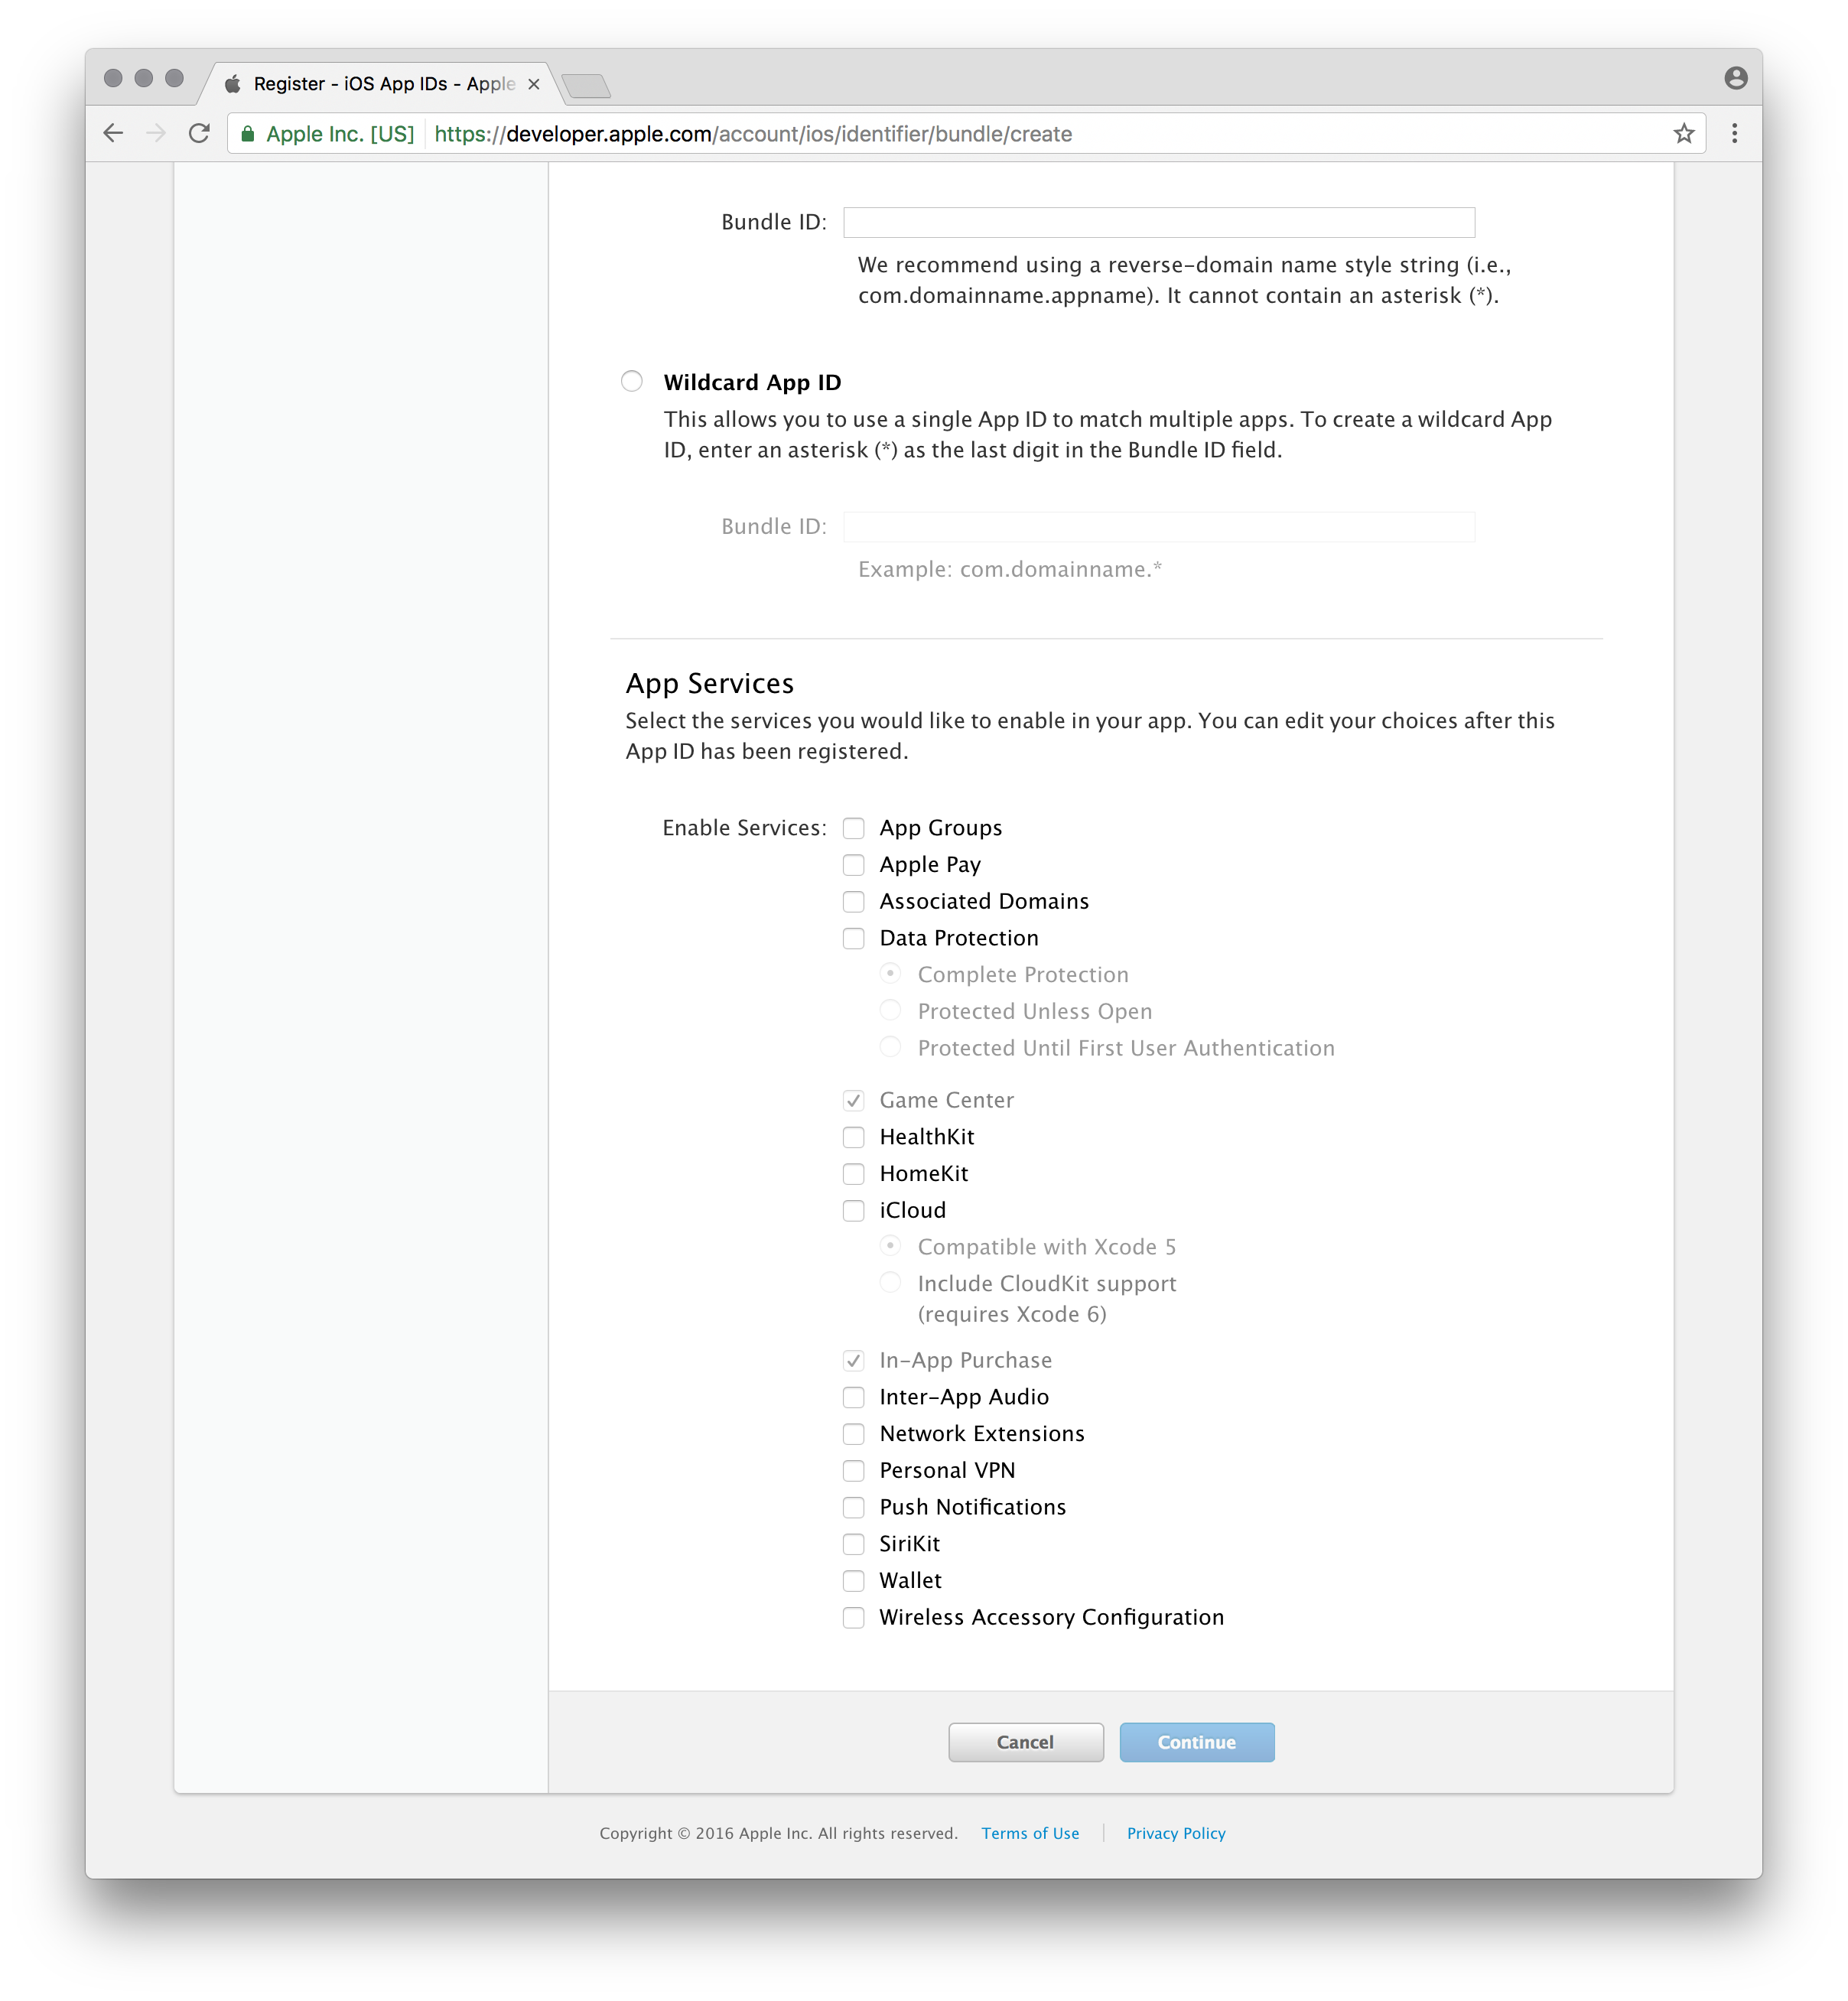 Register - iOS App IDs - Apple
Apple Inc. [US] https://developer.apple.com/account/ios/identifier/bundle/create
Bundle ID:
We recommend using a reverse-domain name style string (i.e.,
com.domainname.appname). It cannot contain an asterisk (*).
Wildcard App ID
This allows you to use a single App ID to match multiple apps. To create a wildcard App
ID, enter an asterisk (*) as the last digit in the Bundle ID field.
Bundle ID:
Example: com.domainname.*
App Services
Select the services you would like to enable in your app. You can edit your choices after this
App ID has been registered.
Enable Services: App Groups
Apple Pay
Associated Domains
Data Protection
Complete Protection
Protected Unless Open
Protected Until First User Authentication
Game Center
HealthKit
HomeKit
iCloud
Compatible with Xcode 5
Include CloudKit support
(requires Xcode 6)
In-App Purchase
Inter-App Audio
Network Extensions
Personal VPN
Push Notifications
SiriKit
Wallet
Wireless Accessory Configuration
Cancel Continue
Copyright © 2016 Apple Inc. All rights reserved. Terms of Use Privacy Policy